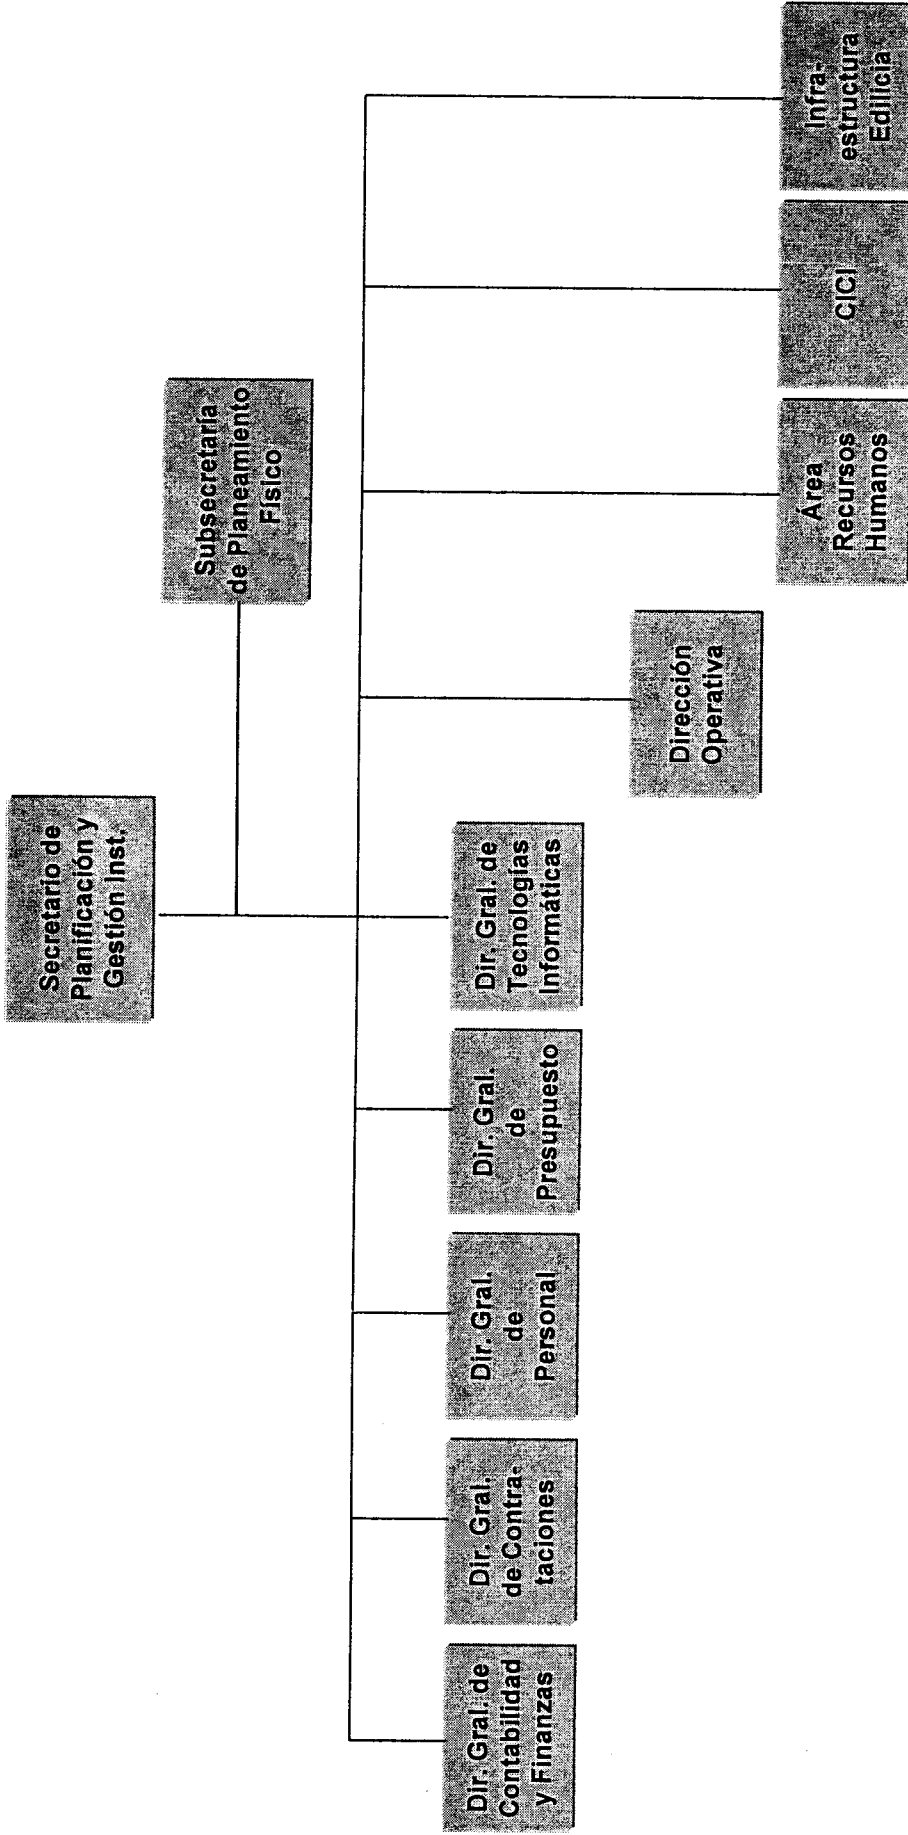 Secretario de
Planificación y
Gestión Inst.
Subsecretaría
de Planeamiento
Físico
Dir. Gral. de
Contabilidad
y Finanzas
Dir. Gral.
de Contra-
taciones
Dir. Gral.
de
Personal
Dir. Gral.
de
Presupuesto
Dir. Gral. de
Tecnologías
Informáticas
Dirección
Operativa
Área
Recursos
Humanos
CICI
Infra-
estructura
Edilicia